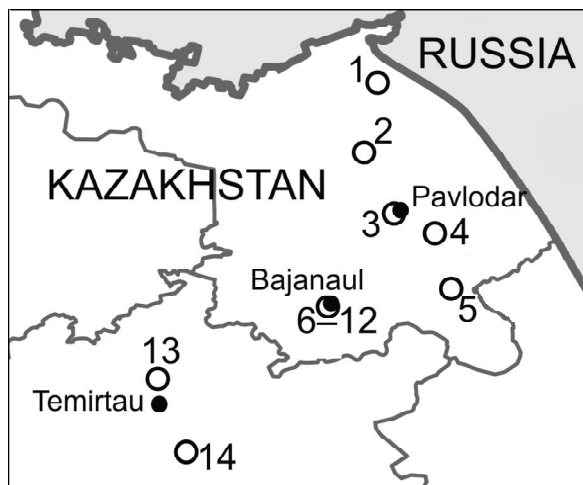 RUSSIA
1
2
KAZAKHSTAN
Pavlodar
3
4
Bajanaul
5
6–12
13
Temirtau
14